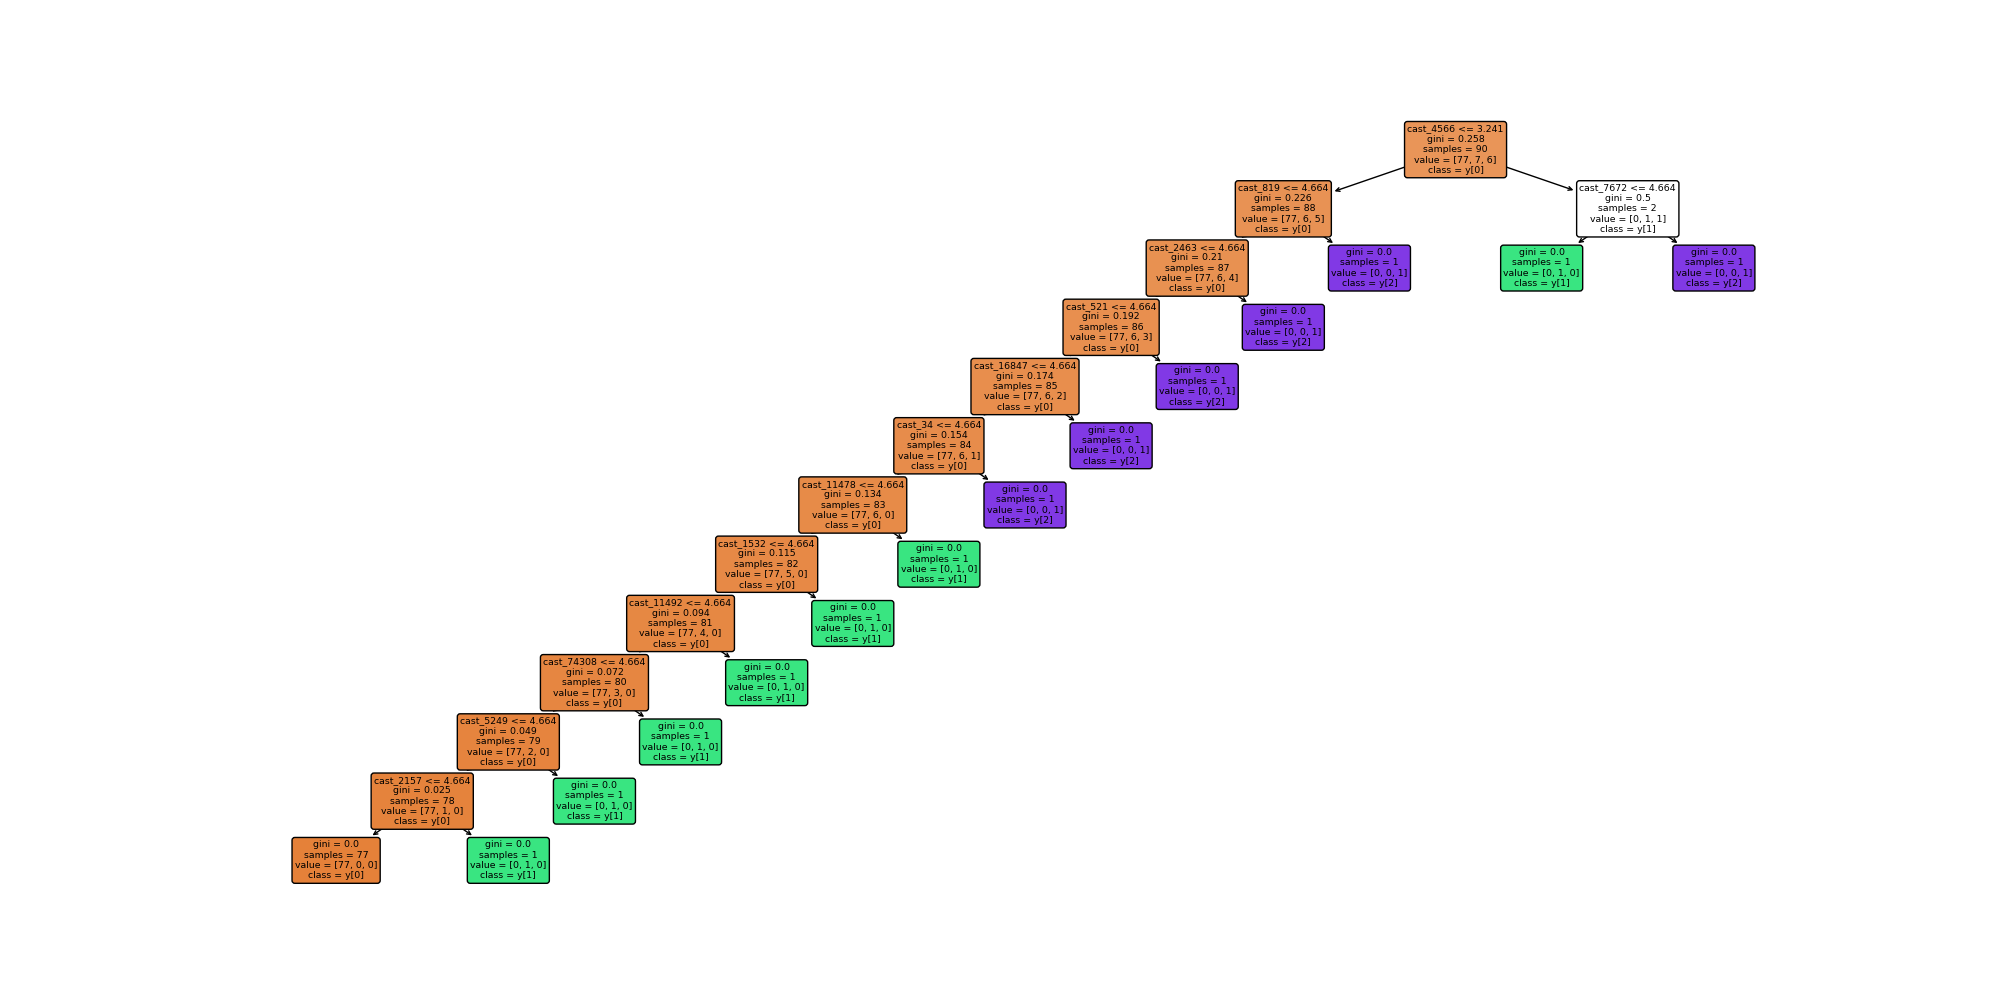 cast_4566 <= 3.241
gini = 0.258
samples = 90
value = [77, 7, 6]
class = y[0]
cast_819 <= 4.664
gini = 0.226
samples = 88
value = [77, 6, 5]
class = y[0]
cast_7672 <= 4.664
gini = 0.5
samples = 2
value = [0, 1, 1]
class = y[1]
cast_2463 <= 4.664
gini = 0.21
samples = 87
value = [77, 6, 4]
class = y[0]
gini = 0.0
samples = 1
value = [0, 0, 1]
class = y[2]
gini = 0.0
samples = 1
value = [0, 1, 0]
class = y[1]
gini = 0.0
samples = 1
value = [0, 0, 1]
class = y[2]
cast_521 <= 4.664
gini = 0.192
samples = 86
value = [77, 6, 3]
class = y[0]
gini = 0.0
samples = 1
value = [0, 0, 1]
class = y[2]
cast_16847 <= 4.664
gini = 0.174
samples = 85
value = [77, 6, 2]
class = y[0]
gini = 0.0
samples = 1
value = [0, 0, 1]
class = y[2]
cast_34 <= 4.664
gini = 0.154
samples = 84
value = [77, 6, 1]
class = y[0]
gini = 0.0
samples = 1
value = [0, 0, 1]
class = y[2]
cast_11478 <= 4.664
gini = 0.134
samples = 83
value = [77, 6, 0]
class = y[0]
gini = 0.0
samples = 1
value = [0, 0, 1]
class = y[2]
cast_1532 <= 4.664
gini = 0.115
samples = 82
value = [77, 5, 0]
class = y[0]
gini = 0.0
samples = 1
value = [0, 1, 0]
class = y[1]
cast_11492 <= 4.664
gini = 0.094
samples = 81
value = [77, 4, 0]
class = y[0]
gini = 0.0
samples = 1
value = [0, 1, 0]
class = y[1]
cast_74308 <= 4.664
gini = 0.072
samples = 80
value = [77, 3, 0]
class = y[0]
gini = 0.0
samples = 1
value = [0, 1, 0]
class = y[1]
cast_5249 <= 4.664
gini = 0.049
samples = 79
value = [77, 2, 0]
class = y[0]
gini = 0.0
samples = 1
value = [0, 1, 0]
class = y[1]
cast_2157 <= 4.664
gini = 0.025
samples = 78
value = [77, 1, 0]
class = y[0]
gini = 0.0
samples = 1
value = [0, 1, 0]
class = y[1]
gini = 0.0
samples = 77
value = [77, 0, 0]
class = y[0]
gini = 0.0
samples = 1
value = [0, 1, 0]
class = y[1]